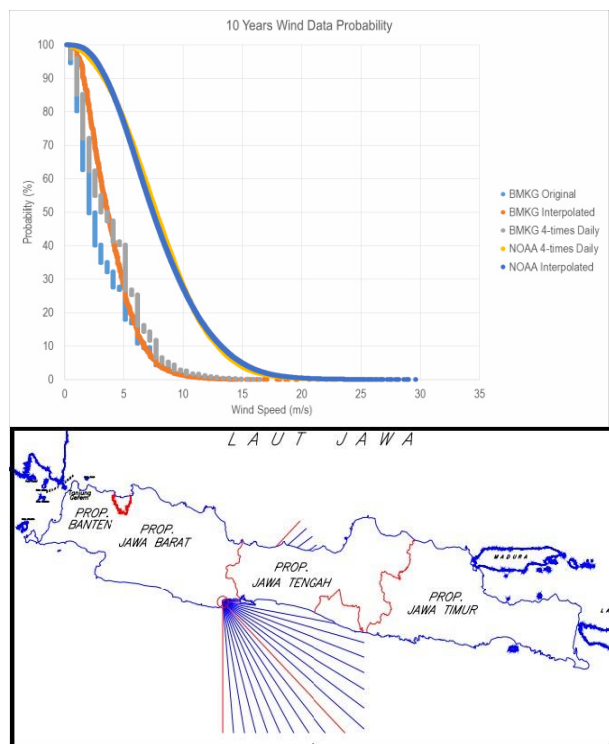 10 Years Wind Data Probability
100
90
80
70
60
50
40
30
20
10
0
Probability (%)
0 5 10 15 20 25 30 35
Wind Speed (m/s)
BMKG Original
BMKG Interpolated
BMKG 4-times Daily
NOAA 4-times Daily
NOAA Interpolated
LAUT JAWA
Tanjung
PROP.
BANTEN
PROP.
JAWA BARAT
PROP.
JAWA TENGAH
PROP.
JAWA TIMUR
MADURA